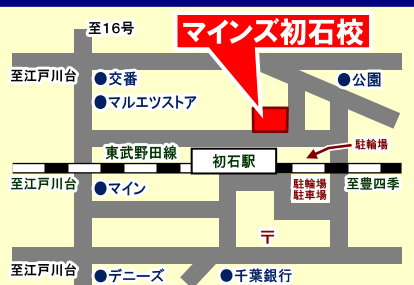 至16号
マインズ初石校
至江戸川台
●交番
●公園
●マルエツストア
駐輪場
東武野田線
初石駅
至江戸川台
●マイン
駐輪場
駐車場
至豊四季
〒
至江戸川台
●デニーズ
●千葉銀行